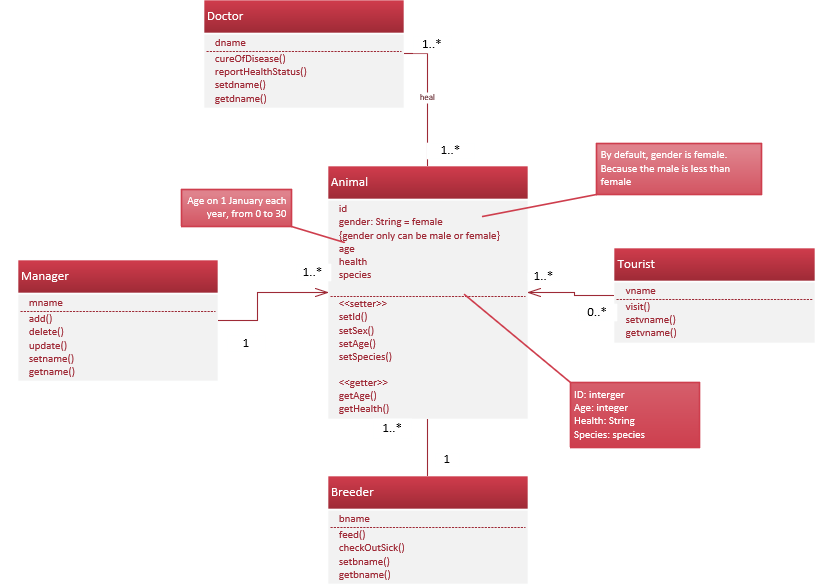 Doctor
dname
cureOfDisease()
reportHealthStatus()
setdname()
getdname()
1..*
heal
1..*
By default, gender is female.
Because the male is less than
female
Animal
id
gender: String = female
{gender only can be male or female}
age
health
species
<<setter>>
setId()
setSex()
setAge()
setSpecies()
<<getter>>
getAge()
getHealth()
Age on 1 January each
year, from 0 to 30
Manager
mname
add()
delete()
update()
setname()
getname()
1..*
1
Tourist
vname
visit()
setvname()
getvname()
1..*
0..*
ID: interger
Age: integer
Health: String
Species: species
1..*
1
Breeder
bname
feed()
checkOutSick()
setbname()
getbname()